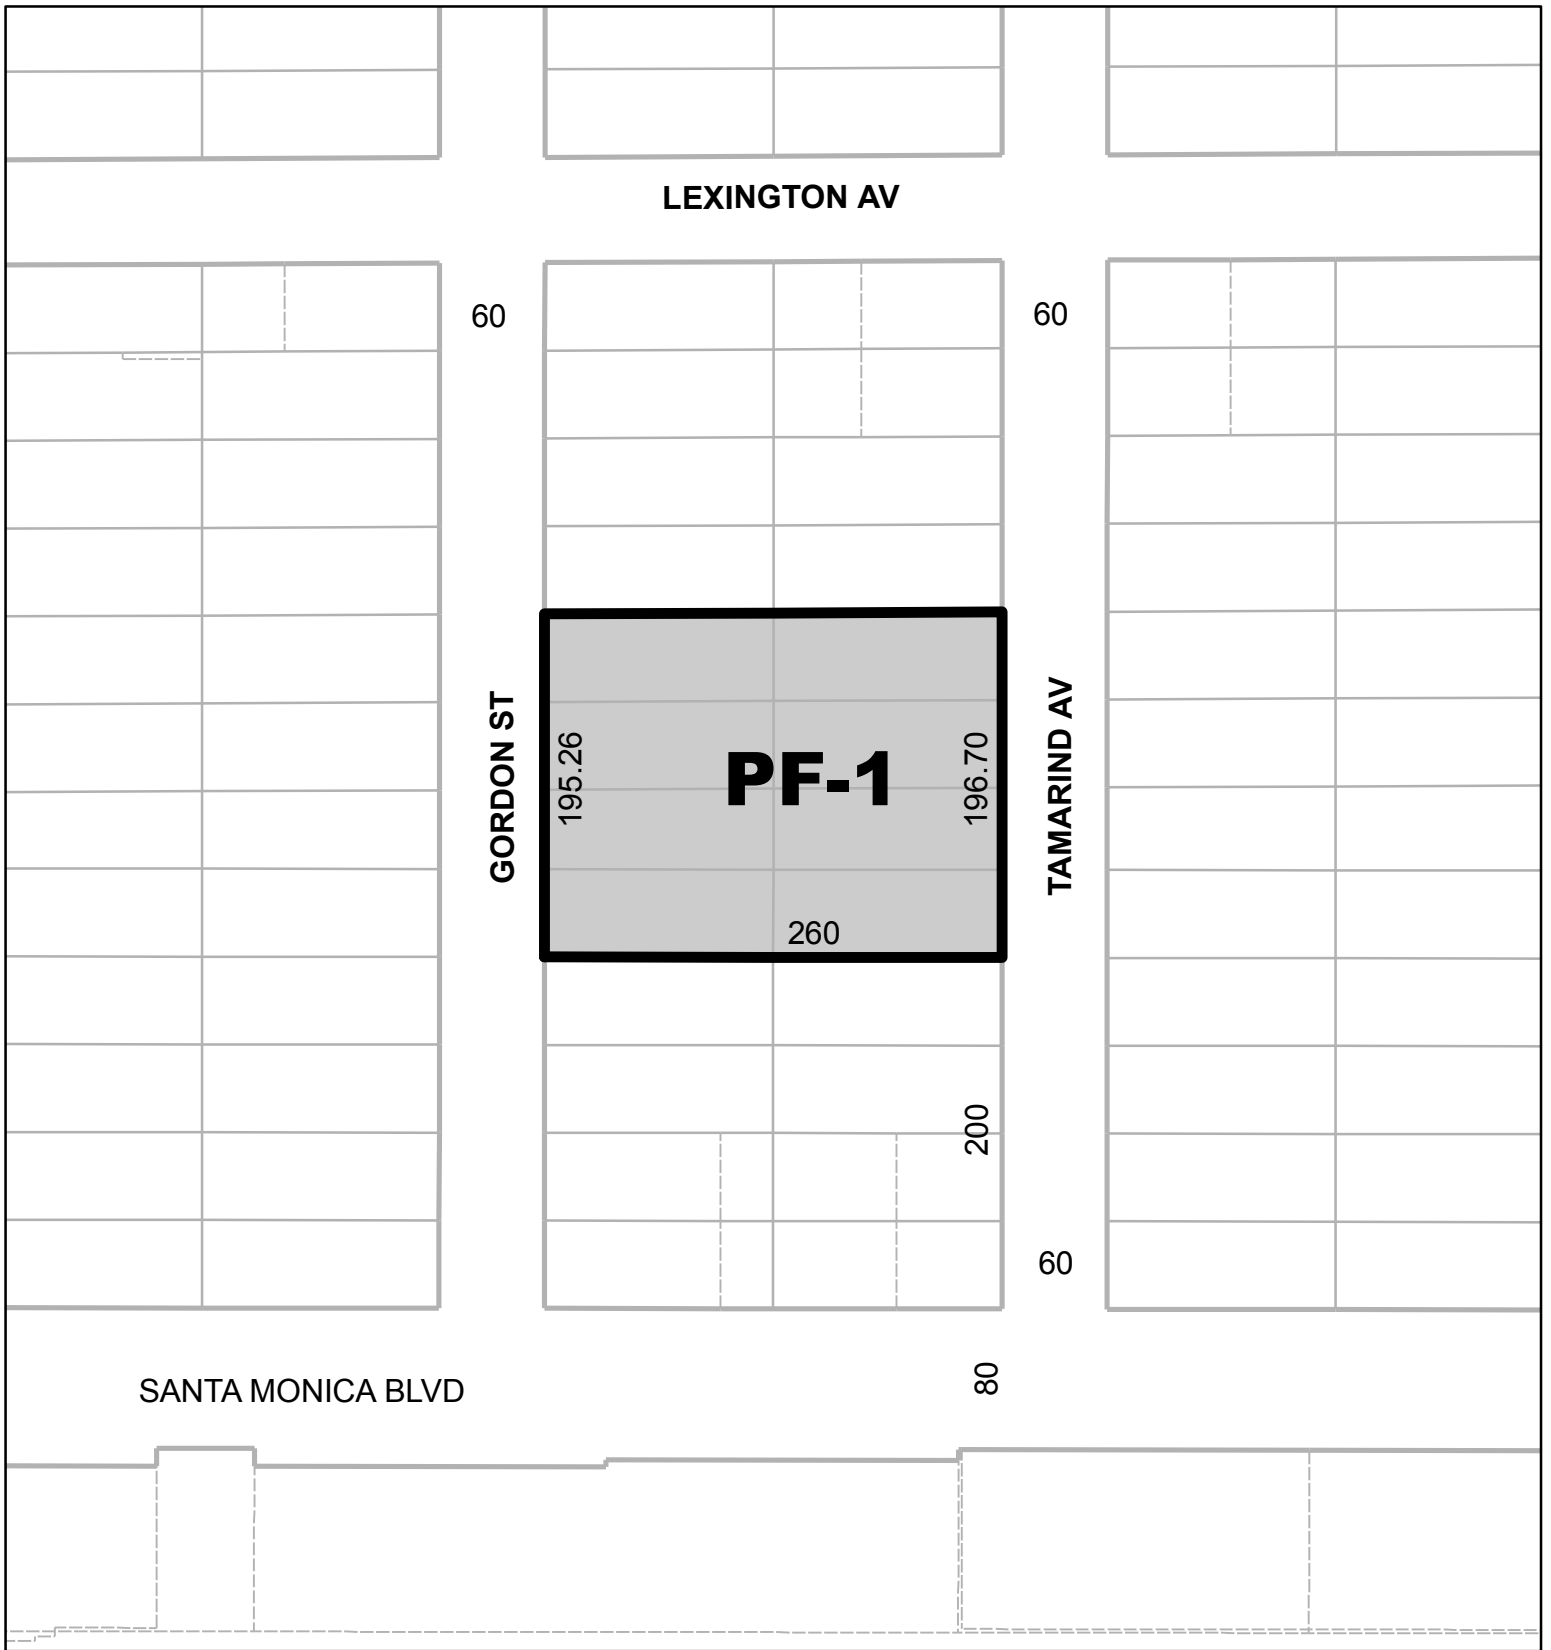 LEXINGTON AV
60
60
GORDON ST
195.26
PF-1
196.70
TAMARIND AV
260
200
60
SANTA MONICA BLVD
80